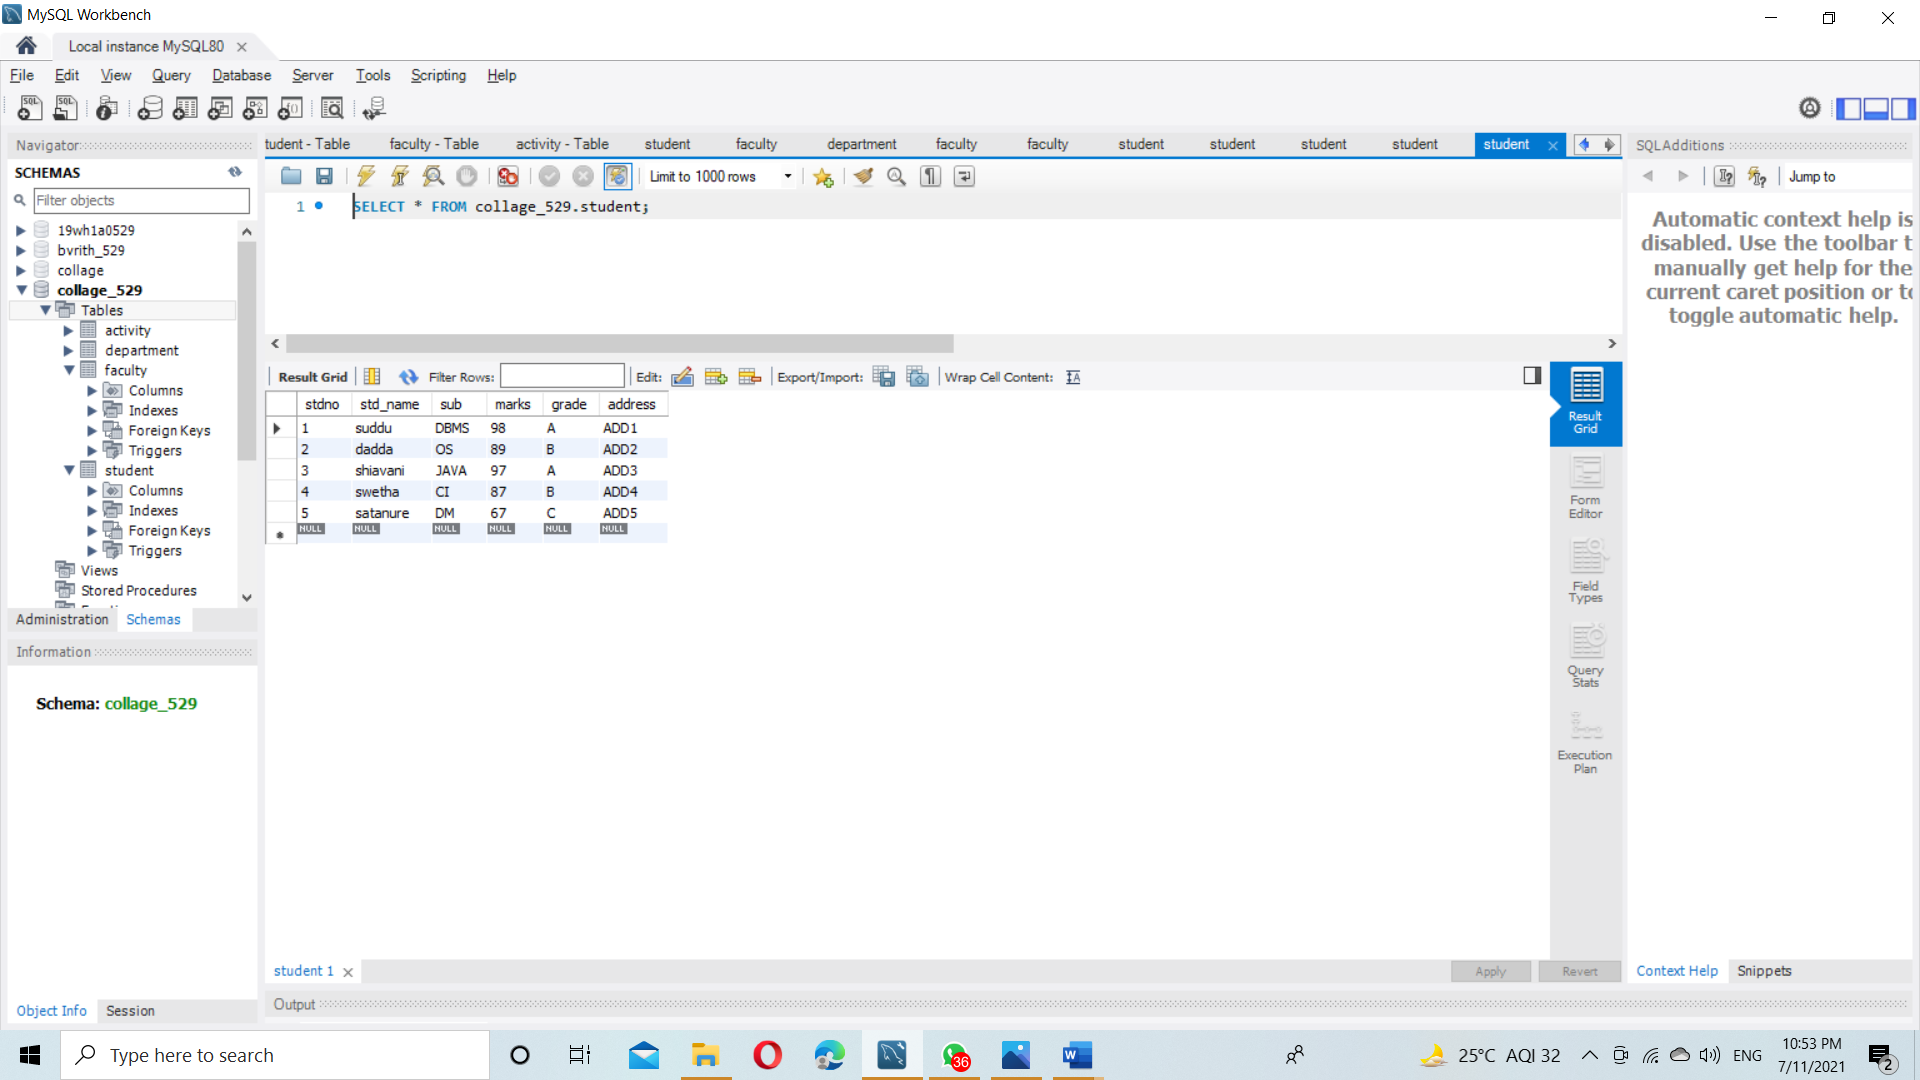 MySQL Workbench
Local instance MySQL80
File Edit View Query Database Server Tools Scripting Help
Navigator
SCHEMAS
Filter objects
19wh1a0529
bvrith_529
collage
collage_529
Tables
activity
department
faculty
Columns
Indexes
Foreign Keys
Triggers
student
Columns
Indexes
Foreign Keys
Triggers
Views
Stored Procedures
Administration Schemas
Information
Schema: collage_529
Object Info Session
tudent - Table faculty - Table activity - Table student faculty department faculty faculty student student student student student
Limit to 1000 rows
1 SELECT * FROM collage_529.student;
Result Grid Filter Rows: Edit: Export/Import: Wrap Cell Content:
stdno std_name sub marks grade address
1 suddu DBMS 98 A ADD1
2 dadda OS 89 B ADD2
3 shiavani JAVA 97 A ADD3
4 swetha CI 87 B ADD4
5 satanure DM 67 C ADD5
NULL NULL NULL NULL NULL NULL
Result
Grid
Form
Editor
Field
Types
Query
Stats
Execution
Plan
student 1
Apply Revert
Output
SQLAdditions
Jump to
Automatic context help is
disabled. Use the toolbar t
manually get help for the
current caret position or to
toggle automatic help.
Context Help Snippets
Type here to search
36
25°C AQI 32
ENG
10:53 PM
7/11/2021
2